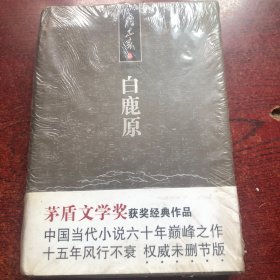 白鹿原
茅盾文学奖获奖经典作品
中国当代小说六十年巅峰之作
十五年风行不衰 权威未删节版